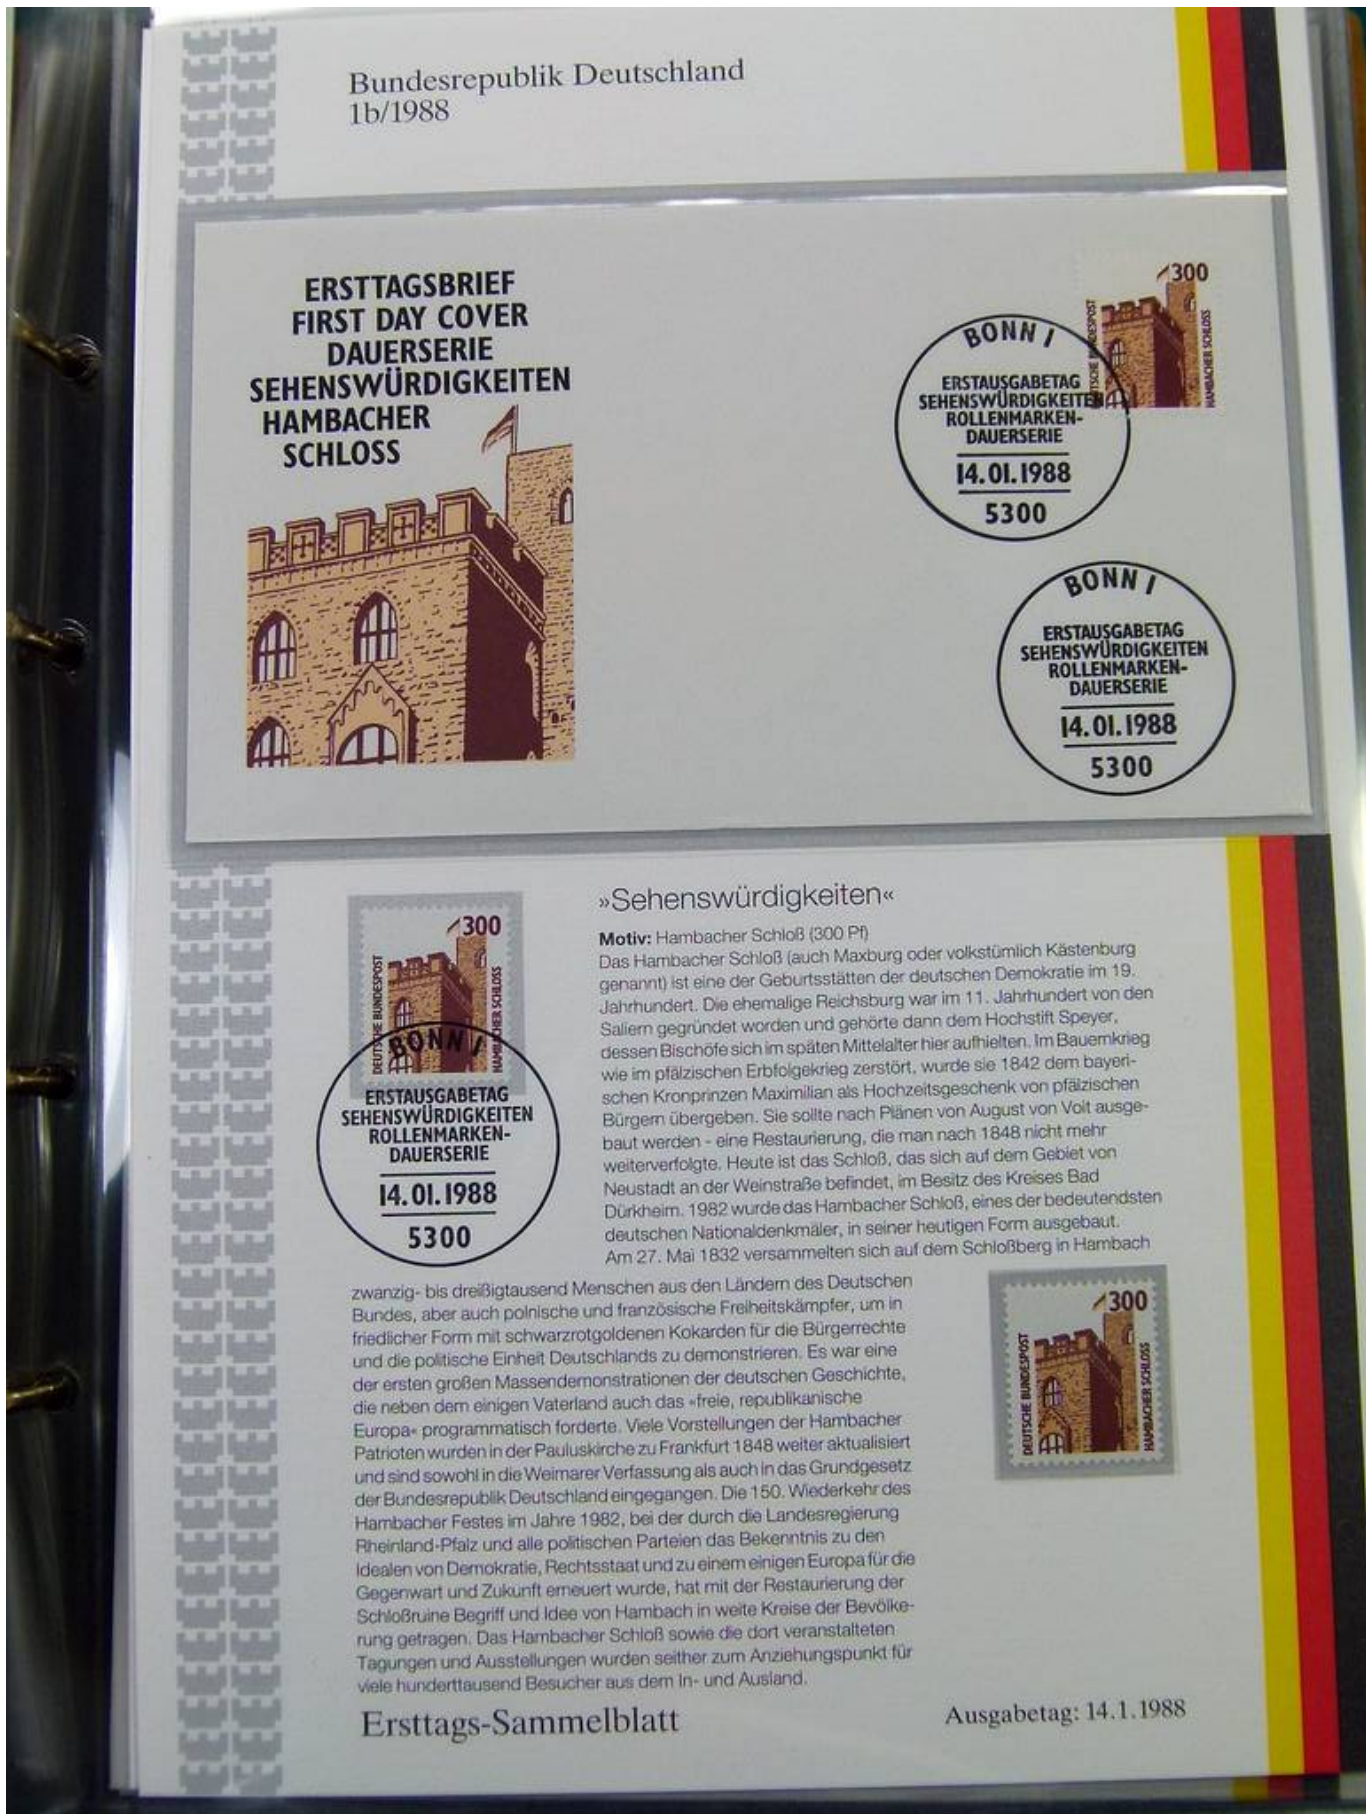 Bundesrepublik Deutschland
1b/1988
ERSTTAGSBRIEF
FIRST DAY COVER
DAUERSERIE
SEHENSWÜRDIGKEITEN
HAMBACHER
SCHLOSS
300
DEUTSCHE BUNDESPOST
HAMBACHER SCHLOSS
BONN 1
ERSTAUSGABETAG
SEHENSWÜRDIGKEITEN
ROLLENMARKEN-
DAUERSERIE
14.01.1988
5300
BONN 1
ERSTAUSGABETAG
SEHENSWÜRDIGKEITEN
ROLLENMARKEN-
DAUERSERIE
14.01.1988
5300
300
DEUTSCHE BUNDESPOST
HAMBACHER SCHLOSS
BONN 1
ERSTAUSGABETAG
SEHENSWÜRDIGKEITEN
ROLLENMARKEN-
DAUERSERIE
14.01.1988
5300
»Sehenswürdigkeiten«
Motiv: Hambacher Schloß (300 Pf)
Das Hambacher Schloß (auch Maxburg oder volkstümlich Kästenburg
genannt) ist eine der Geburtsstätten der deutschen Demokratie im 19.
Jahrhundert. Die ehemalige Reichsburg war im 11. Jahrhundert von den
Saliern gegründet worden und gehörte dann dem Hochstift Speyer,
dessen Bischöfe sich im späten Mittelalter hier aufhielten. Im Bauernkrieg
wie im pfälzischen Erbfolgekrieg zerstört, wurde sie 1842 dem bayeri-
schen Kronprinzen Maximilian als Hochzeitsgeschenk von pfälzischen
Bürgern übergeben. Sie sollte nach Plänen von August von Voit ausge-
baut werden - eine Restaurierung, die man nach 1848 nicht mehr
weiterverfolgte. Heute ist das Schloß, das sich auf dem Gebiet von
Neustadt an der Weinstraße befindet, im Besitz des Kreises Bad
Dürkheim. 1982 wurde das Hambacher Schloß, eines der bedeutendsten
deutschen Nationaldenkmäler, in seiner heutigen Form ausgebaut.
Am 27. Mai 1832 versammelten sich auf dem Schloßberg in Hambach
zwanzig- bis dreißigtausend Menschen aus den Ländern des Deutschen
Bundes, aber auch polnische und französische Freiheitskämpfer, um in
friedlicher Form mit schwarzrotgoldenen Kokarden für die Bürgerrechte
und die politische Einheit Deutschlands zu demonstrieren. Es war eine
der ersten großen Massendemonstrationen der deutschen Geschichte,
die neben dem einigen Vaterland auch das »freie, republikanische
Europa« programmatisch forderte. Viele Vorstellungen der Hambacher
Patrioten wurden in der Pauluskirche zu Frankfurt 1848 weiter aktualisiert
und sind sowohl in die Weimarer Verfassung als auch in das Grundgesetz
der Bundesrepublik Deutschland eingegangen. Die 150. Wiederkehr des
Hambacher Festes im Jahre 1982, bei der durch die Landesregierung
Rheinland-Pfalz und alle politischen Parteien das Bekenntnis zu den
Idealen von Demokratie, Rechtsstaat und zu einem einigen Europa für die
Gegenwart und Zukunft erneuert wurde, hat mit der Restaurierung der
Schloßruine Begriff und Idee von Hambach in weite Kreise der Bevölke-
rung getragen. Das Hambacher Schloß sowie die dort veranstalteten
Tagungen und Ausstellungen wurden seither zum Anziehungspunkt für
viele hunderttausend Besucher aus dem In- und Ausland.
300
DEUTSCHE BUNDESPOST
HAMBACHER SCHLOSS
Ersttags-Sammelblatt
Ausgabetag: 14.1.1988